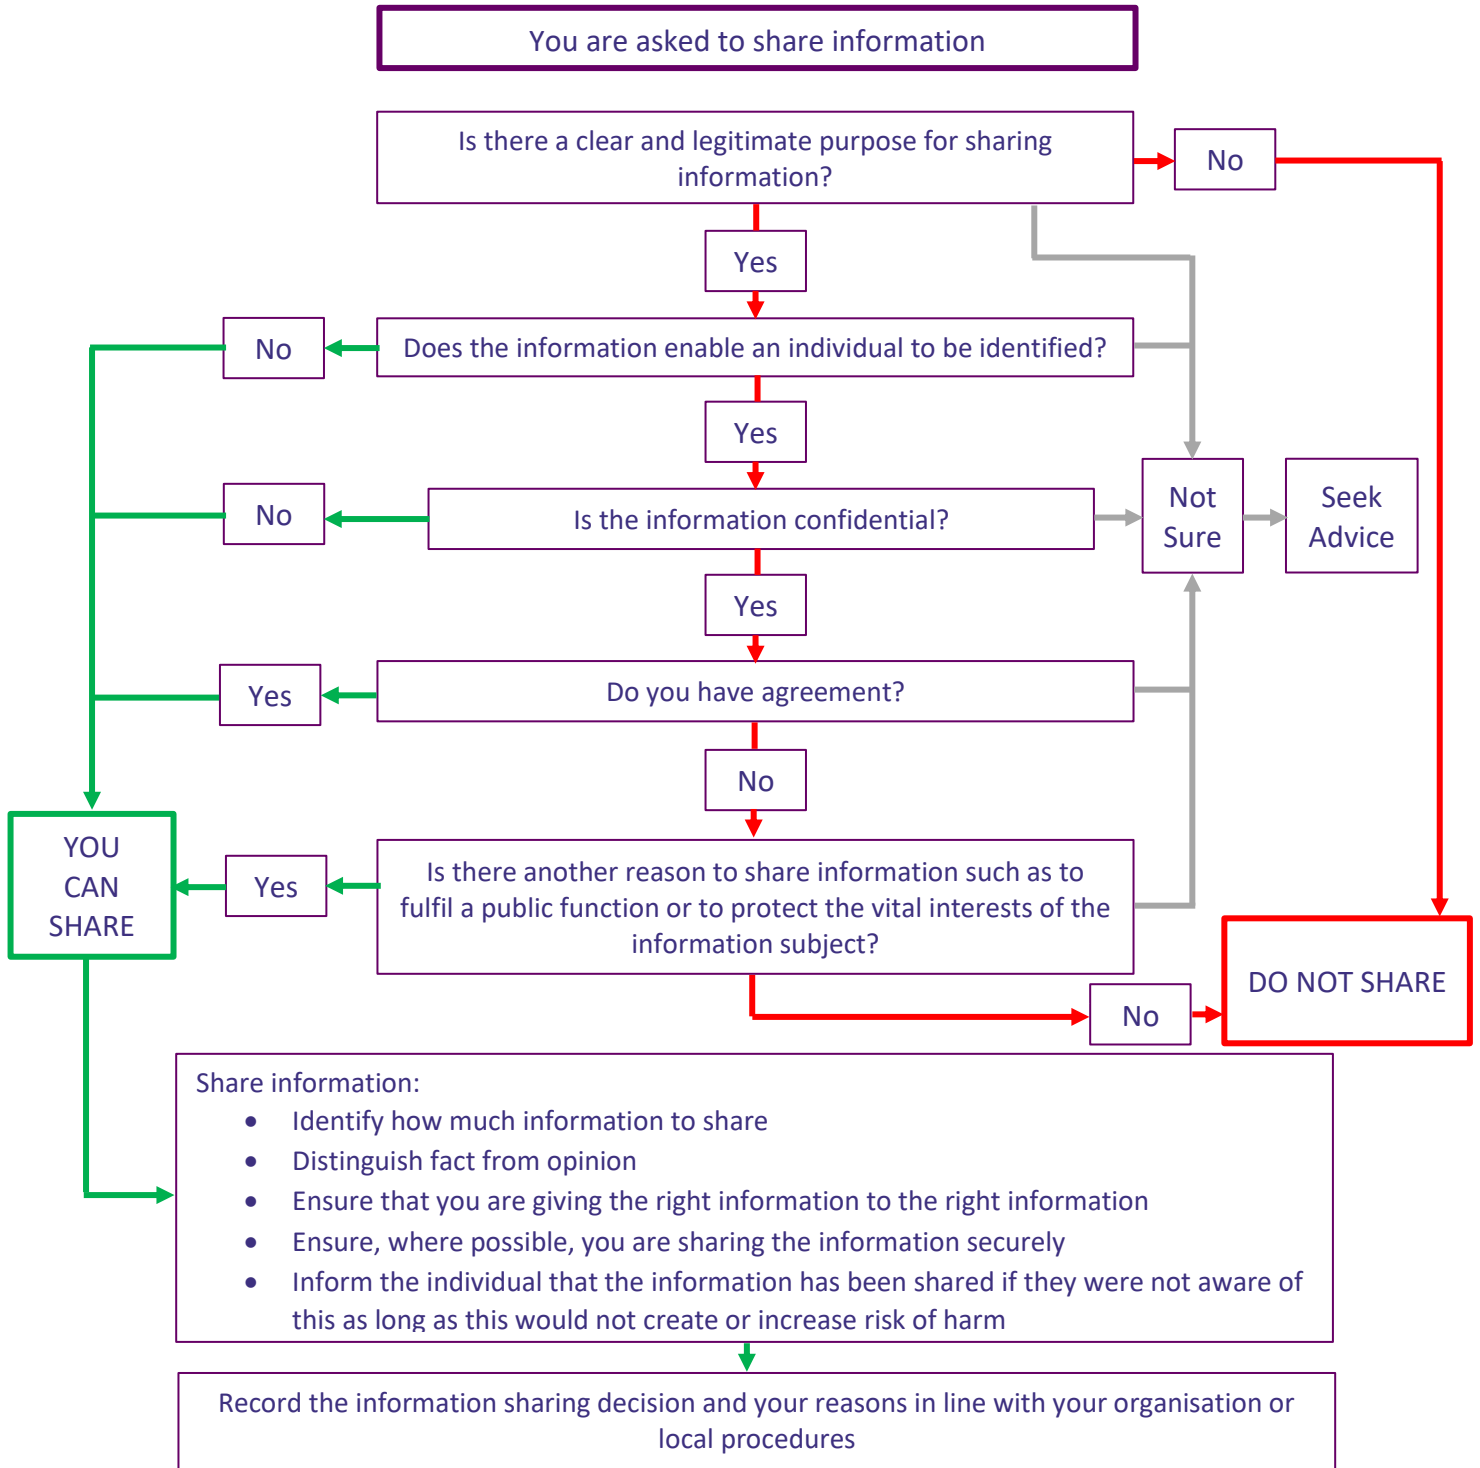 You are asked to share information
Is there a clear and legitimate purpose for sharing
information?
No
Yes
No
Does the information enable an individual to be identified?
Yes
No
Is the information confidential?
Not
Sure
Seek
Advice
Yes
Yes
Do you have agreement?
No
YOU
CAN
SHARE
Yes
Is there another reason to share information such as to
fulfil a public function or to protect the vital interests of the
information subject?
DO NOT SHARE
No
Share information:
• Identify how much information to share
• Distinguish fact from opinion
• Ensure that you are giving the right information to the right information
• Ensure, where possible, you are sharing the information securely
• Inform the individual that the information has been shared if they were not aware of
this as long as this would not create or increase risk of harm
Record the information sharing decision and your reasons in line with your organisation or
local procedures